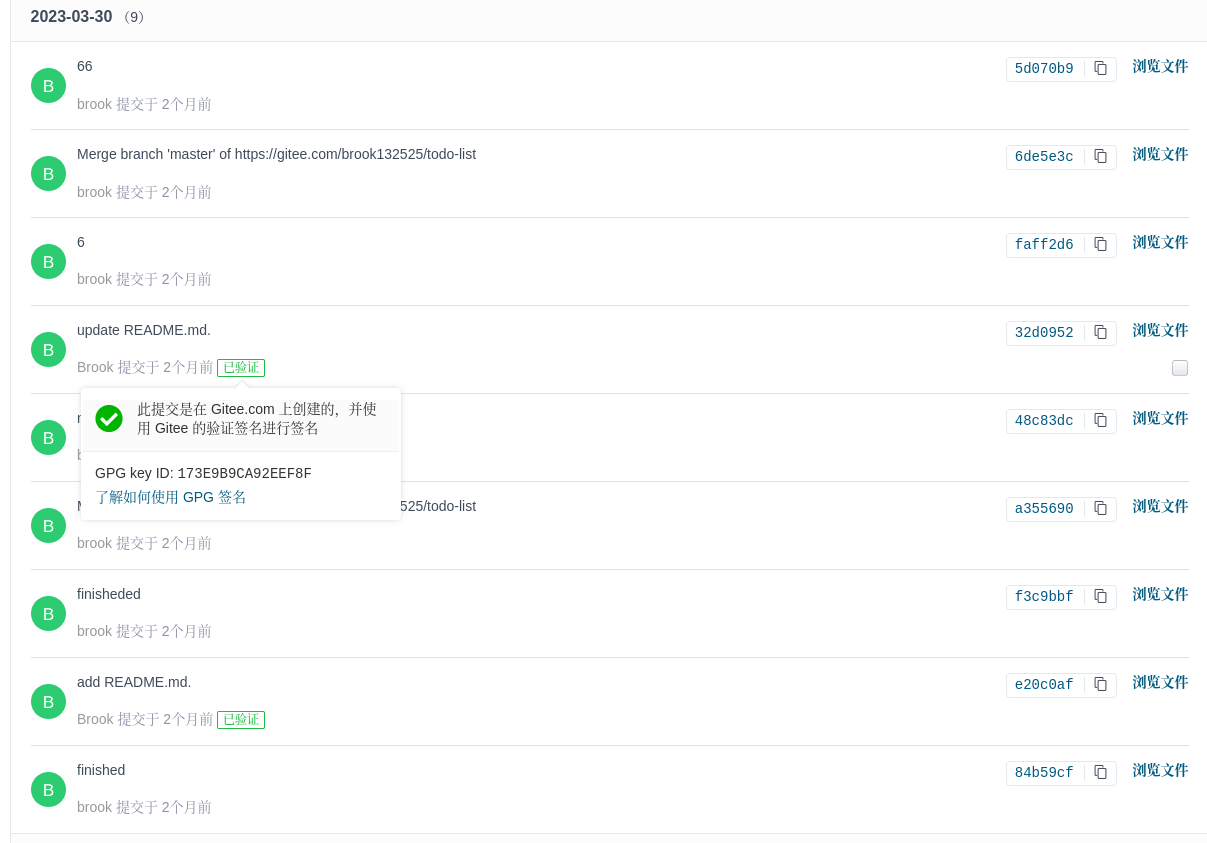 2023-03-30 （9）
B
66
brook 提交于 2个月前
5d070b9
浏览文件
B
Merge branch 'master' of https://gitee.com/brook132525/todo-list
brook 提交于 2个月前
6de5e3c
浏览文件
B
6
brook 提交于 2个月前
faff2d6
浏览文件
B
update README.md.
Brook 提交于 2个月前 已验证
32d0952
浏览文件
此提交是在 Gitee.com 上创建的，并使
用 Gitee 的验证签名进行签名
GPG key ID: 173E9B9CA92EEF8F
了解如何使用 GPG 签名
B
48c83dc
浏览文件
B
525/todo-list
brook 提交于 2个月前
a355690
浏览文件
B
finisheded
brook 提交于 2个月前
f3c9bbf
浏览文件
B
add README.md.
Brook 提交于 2个月前 已验证
e20c0af
浏览文件
B
finished
brook 提交于 2个月前
84b59cf
浏览文件